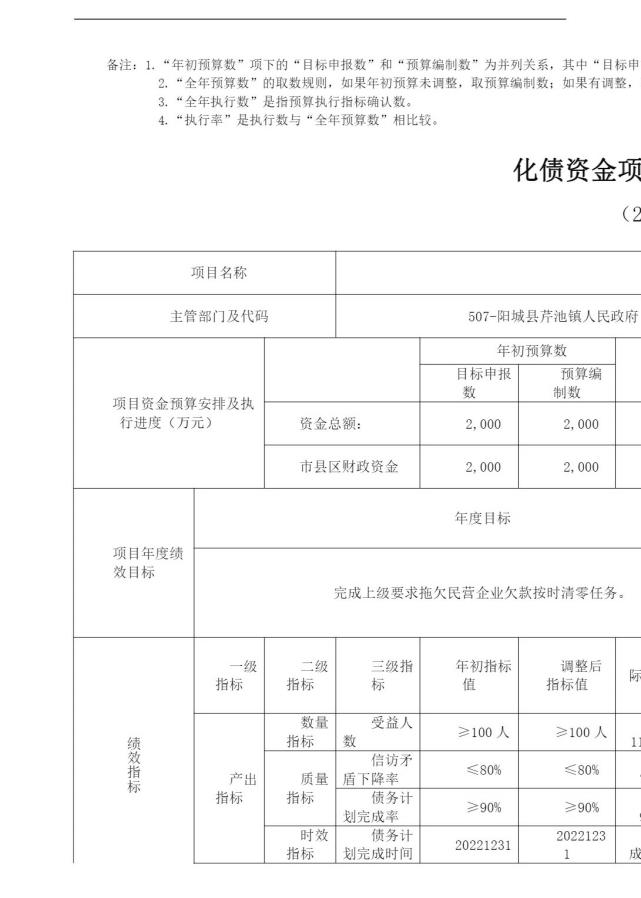 备注：1.“年初预算数”项下的“目标申报数”和“预算编制数”为并列关系，其中“目标申
2.“全年预算数”的取数规则，如果年初预算未调整，取预算编制数；如果有调整，
3.“全年执行数”是指预算执行指标确认数。
4.“执行率”是执行数与“全年预算数”相比较。
化债资金项
（2
项目名称
主管部门及代码 507-阳城县芹池镇人民政府
年初预算数
目标申报 预算编
数 制数
项目资金预算安排及执
行进度（万元）
资金总额： 2,000 2,000
市县区财政资金 2,000 2,000
年度目标
项目年度绩
效目标
完成上级要求拖欠民营企业欠款按时清零任务。
一级 二级 三级指 年初指标 调整后
指标 指标 标 值 指标值 际
绩
效
指
标
产出
指标
数量 受益人
指标 数 ≥100人 ≥100人 11
质量
指标
信访矛
盾下降率 ≤80% ≤80%
债务计
划完成率 ≥90% ≥90%
时效 债务计 20221231 2022123
指标 划完成时间 1 成